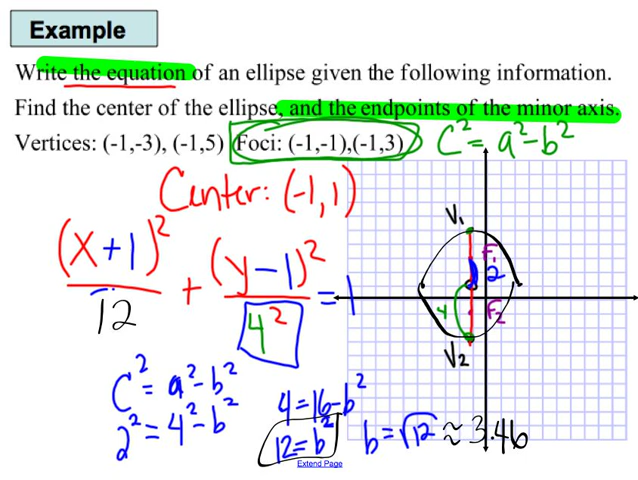 Example
Write the equation of an ellipse given the following information.
Find the center of the ellipse, and the endpoints of the minor axis.
Vertices: (-1,-3), (-1,5) Foci: (-1,-1),(-1,3) C² = a² - b²
Center: (-1, 1)
(x + 1)² / 12 + (y - 1)² / 4² = 1
V₁
F₁
2
4
F₂
V₂
C² = a² - b²
2² = 4² - b²
4 = 16 - b²
12 = b²
b = √12 ≈ 3.46
Extend Page